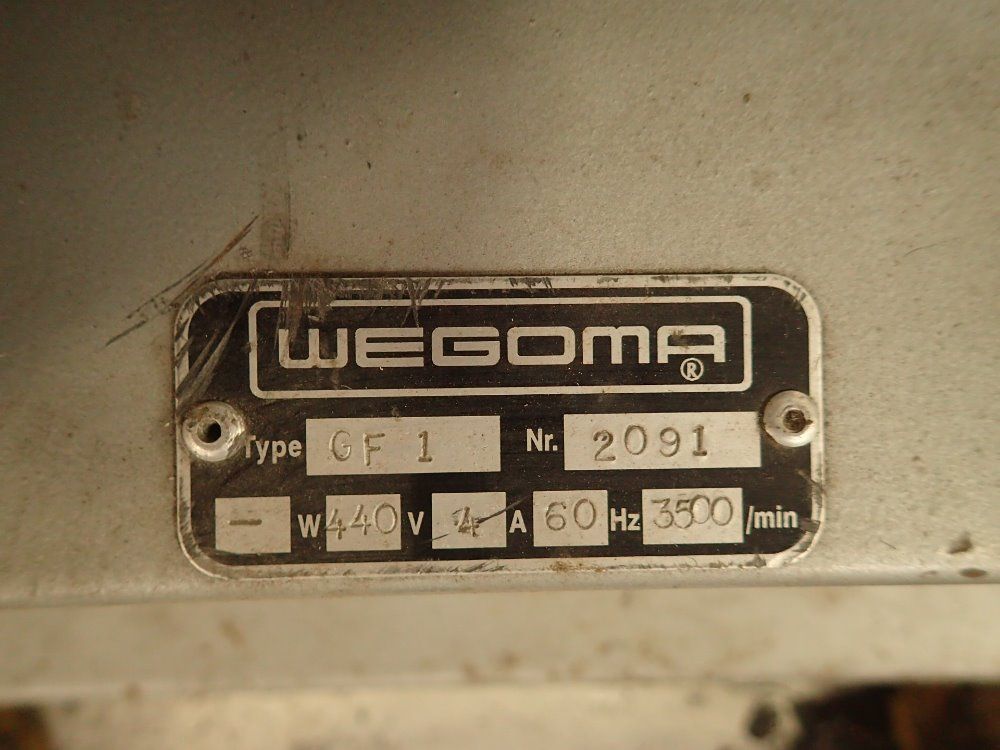 WEGOMA ®
Type GF 1 Nr. 2091
- W 440 V 4 A 60 Hz 3500 /min